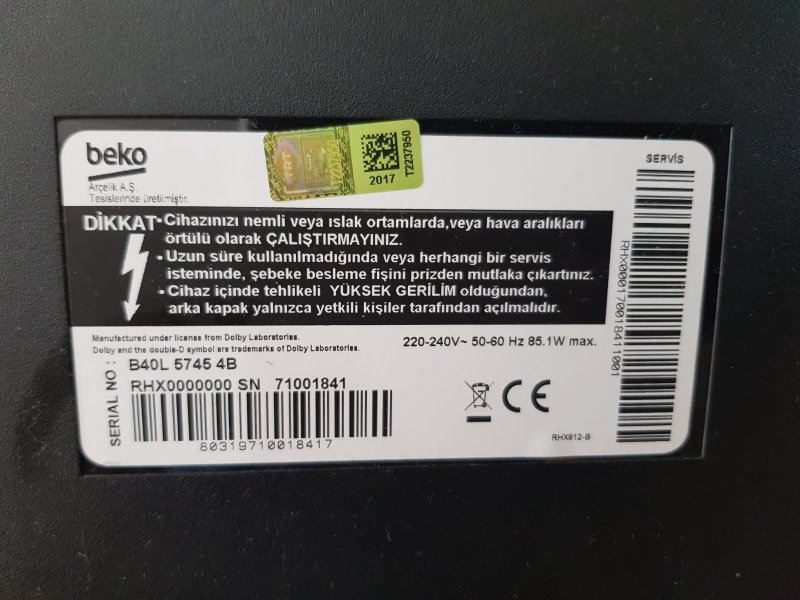 beko
Arçelik A.Ş.
Tesislerinde üretilmiştir.
2017
T2237950
T2237950
SERVİS
DİKKAT-Cihazınızı nemli veya ıslak ortamlarda,veya hava aralıkları
örtülü olarak ÇALIŞTIRMAYINIZ.
- Uzun süre kullanılmadığında veya herhangi bir servis
isteminde, şebeke besleme fişini prizden mutlaka çıkartınız.
- Cihaz içinde tehlikeli YÜKSEK GERİLİM olduğundan,
arka kapak yalnızca yetkili kişiler tarafından açılmalıdır.
Manufactured under license from Dolby Laboratories.
Dolby and the double-D symbol are trademarks of Dolby Laboratories.
220-240V~ 50-60 Hz 85.1W max.
SERIAL NO :
B40L 5745 4B
RHX0000000 SN 71001841
80319710018417
CE
RHX812-B
RHX000170018411001